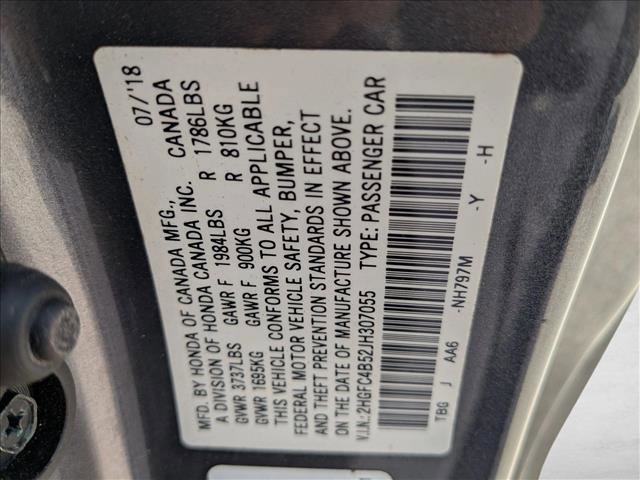 MFD. BY HONDA OF CANADA MFG., 07/'18
A DIVISION OF HONDA CANADA INC. CANADA
GVWR 3737LBS GAWR F 1984LBS R 1786LBS
GVWR 1695KG GAWR F 900KG R 810KG
THIS VEHICLE CONFORMS TO ALL APPLICABLE
FEDERAL MOTOR VEHICLE SAFETY, BUMPER,
AND THEFT PREVENTION STANDARDS IN EFFECT
ON THE DATE OF MANUFACTURE SHOWN ABOVE.
V.I.N.: 2HGFC4B52JH307055 TYPE: PASSENGER CAR
TBG J AA6 -NH797M -Y -H